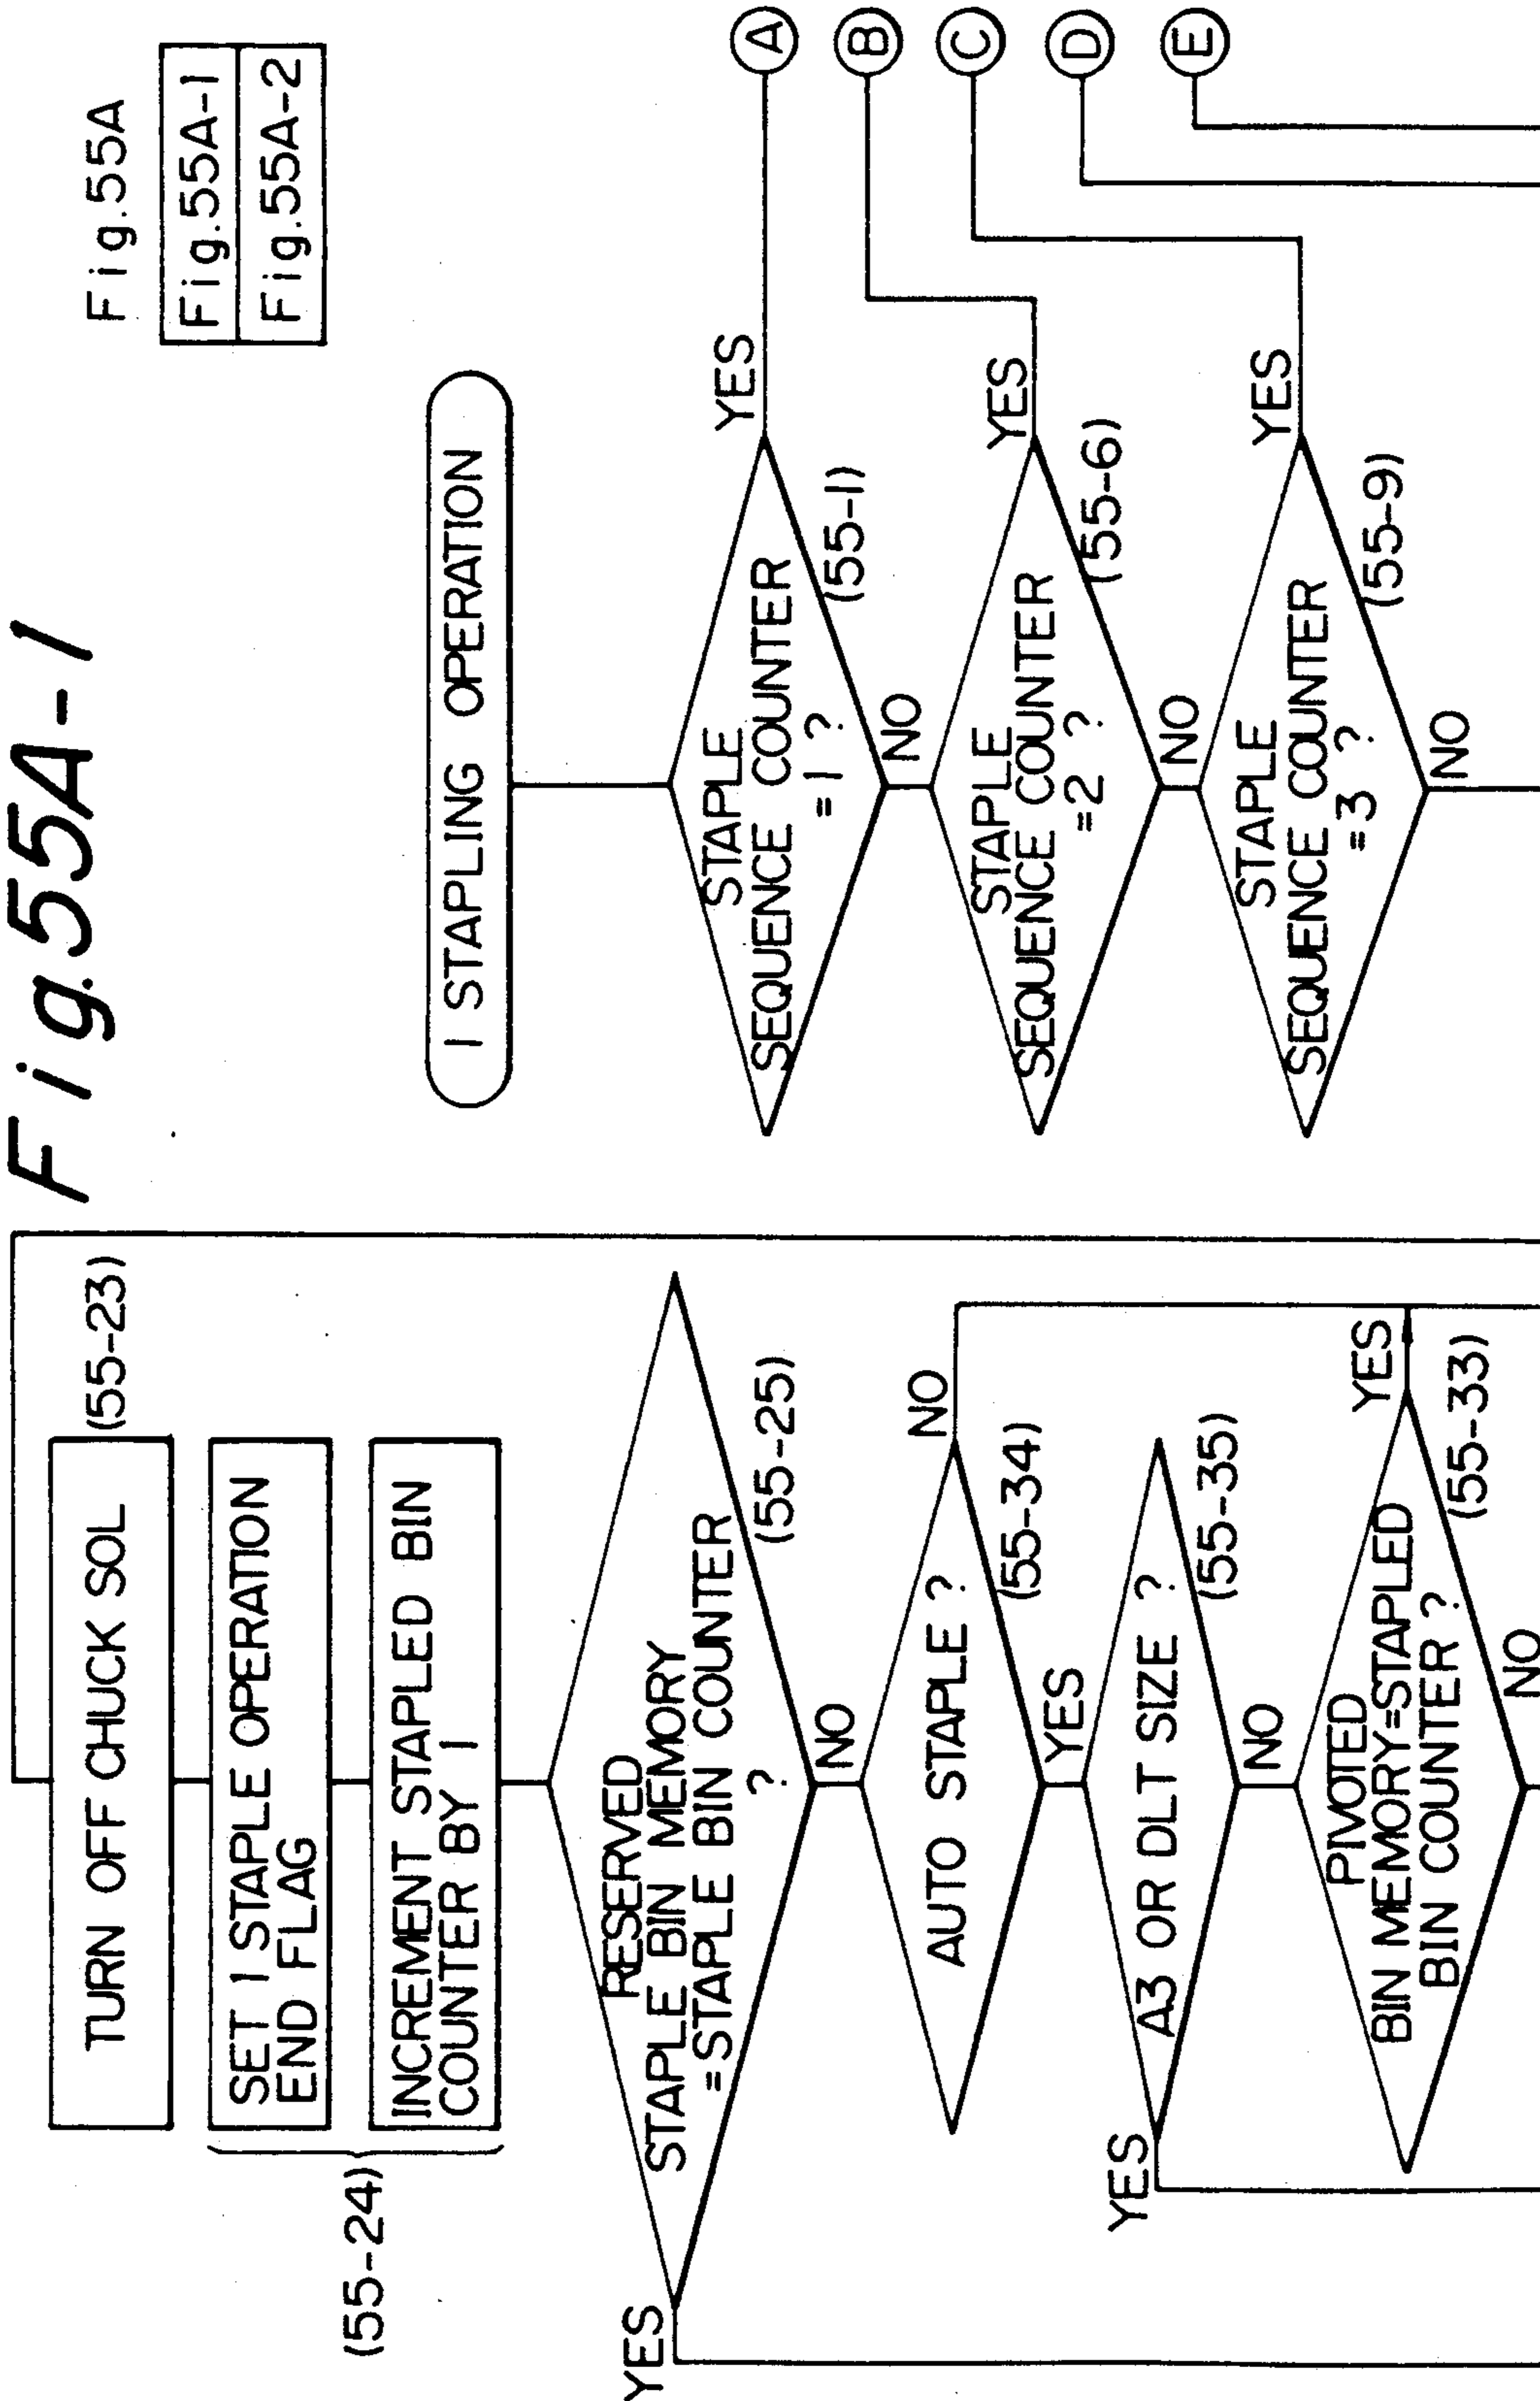 Fig.55A-1
Fig.55A
Fig.55A-1
Fig.55A-2
TURN OFF CHUCK SOL
(55-23)
SET 1 STAPLE OPERATION
END FLAG
INCREMENT STAPLED BIN
COUNTER BY 1
(55-24)
RESERVED
STAPLE BIN MEMORY
=STAPLE BIN COUNTER
?
(55-25)
YES
NO
AUTO STAPLE ?
(55-34)
NO
YES
A3 OR DLT SIZE ?
(55-35)
YES
NO
PIVOTED
BIN MEMORY=STAPLED
BIN COUNTER ?
(55-33)
YES
NO
1 STAPLING OPERATION
STAPLE
SEQUENCE COUNTER
=1 ?
(55-1)
YES
NO
STAPLE
SEQUENCE COUNTER
=2 ?
(55-6)
YES
NO
STAPLE
SEQUENCE COUNTER
=3 ?
(55-9)
YES
NO
A
B
C
D
E